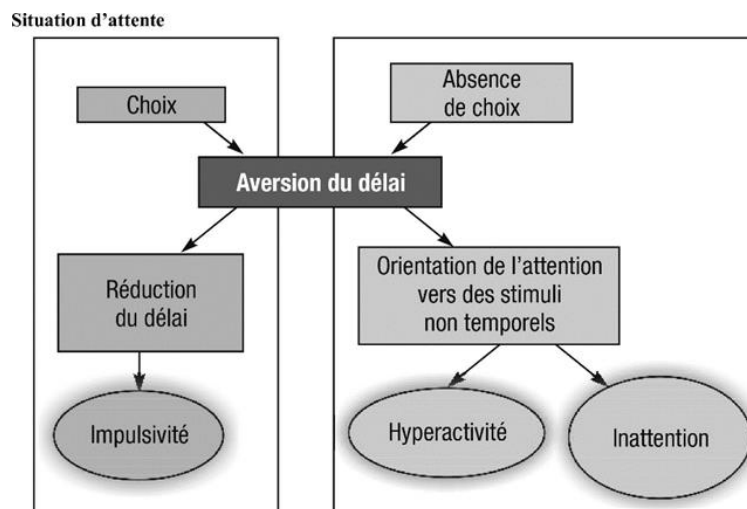 Situation d’attente
Choix
Absence
de choix
Aversion du délai
Réduction
du délai
Orientation de l’attention
vers des stimuli
non temporels
Impulsivité
Hyperactivité
Inattention